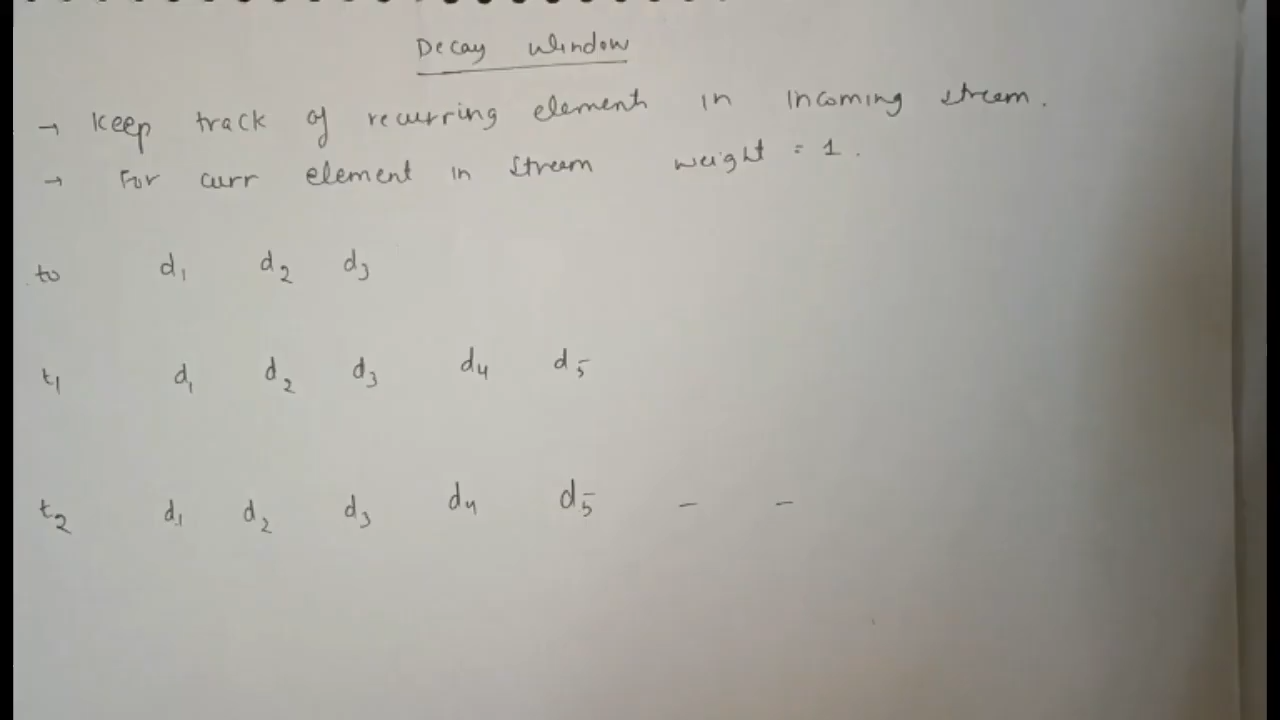 Decay Window
→ Keep track of recurring element in incoming stream.
→ For curr element in stream weight = 1.
t0 d1 d2 d3
t1 d1 d2 d3 d4 d5
t2 d1 d2 d3 d4 d5 – –